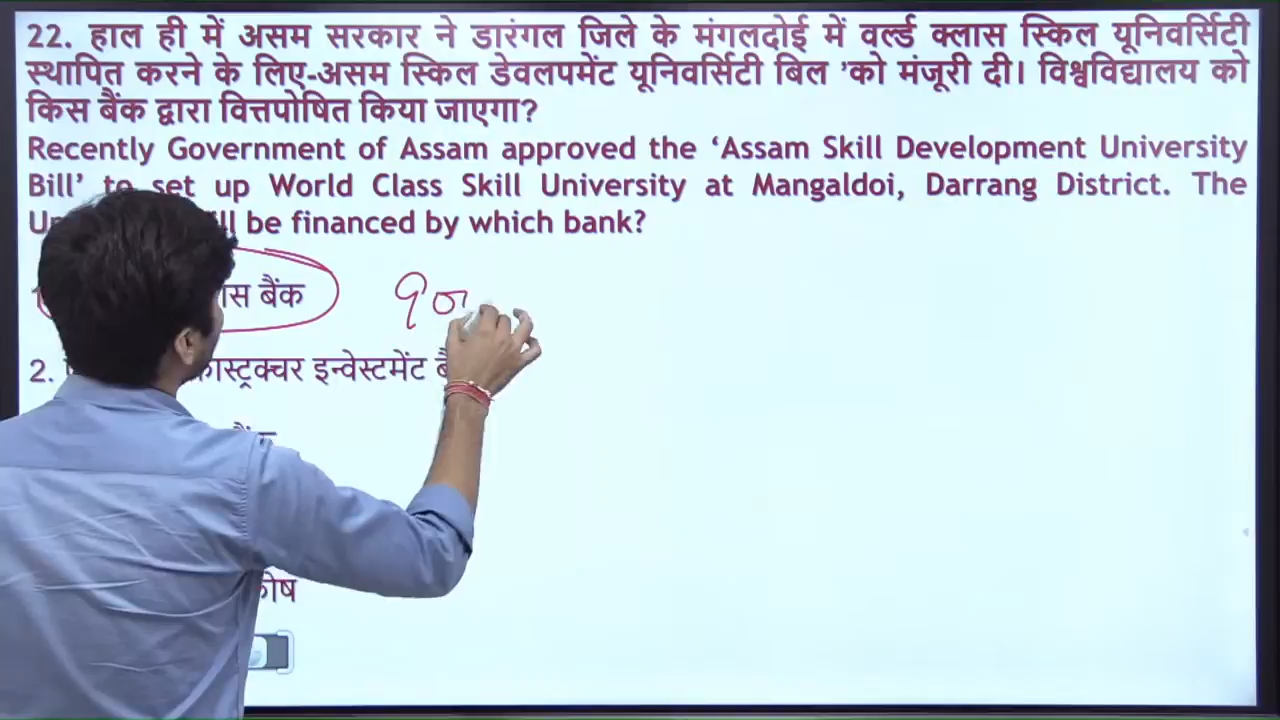 22. हाल ही में असम सरकार ने डारंगल जिले के मंगलदोई में वर्ल्ड क्लास स्किल यूनिवर्सिटी
स्थापित करने के लिए-असम स्किल डेवलपमेंट यूनिवर्सिटी बिल 'को मंजूरी दी। विश्वविद्यालय को
किस बैंक द्वारा वित्तपोषित किया जाएगा?
Recently Government of Assam approved the ‘Assam Skill Development University
Bill’ to set up World Class Skill University at Mangaldoi, Darrang District. The
be financed by which bank?
बैंक
2. इन्वेस्टमेंट